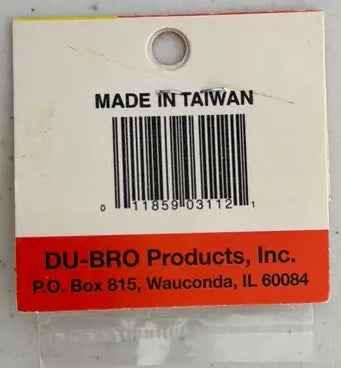 MADE IN TAIWAN
0 11859 03112 1
DU-BRO Products, Inc.
P.O. Box 815, Wauconda, IL 60084